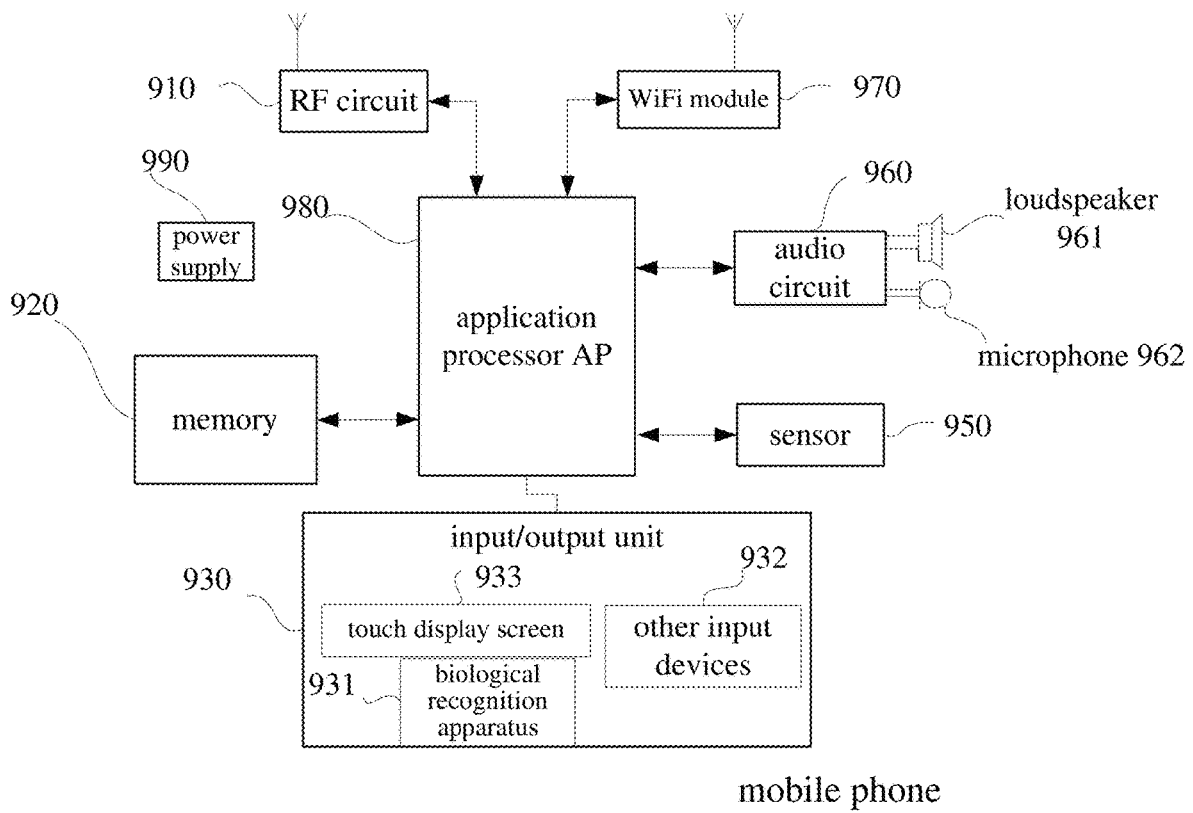 910
RF circuit
WiFi module
970
990
power
supply
980
960
audio
circuit
loudspeaker
961
microphone 962
application
processor AP
920
memory
sensor
950
input/output unit
930
933
932
touch display screen
other input
devices
931
biological
recognition
apparatus
mobile phone